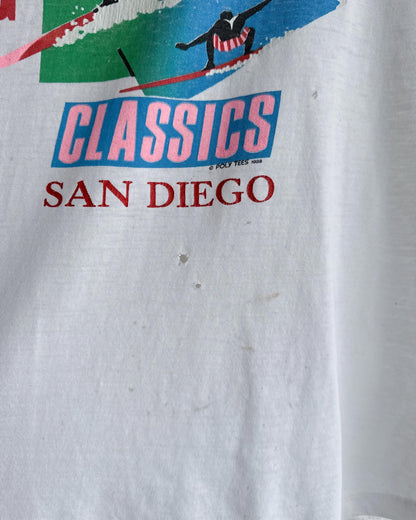 CLASSICS
© POLY TEES 1988
SAN DIEGO